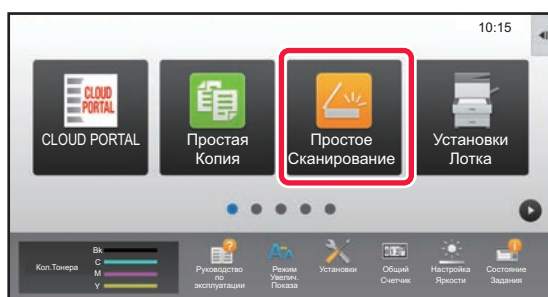 10:15
CLOUD
PORTAL
CLOUD PORTAL
Простая
Копия
Простое
Сканирование
Установки
Лотка
Кол.Тонера
Bk
C
M
Y
Руководство
по
эксплуатации
Режим
Увелич.
Показа
Установки
Общий
Счетчик
Настройка
Яркости
Состояние
Задания